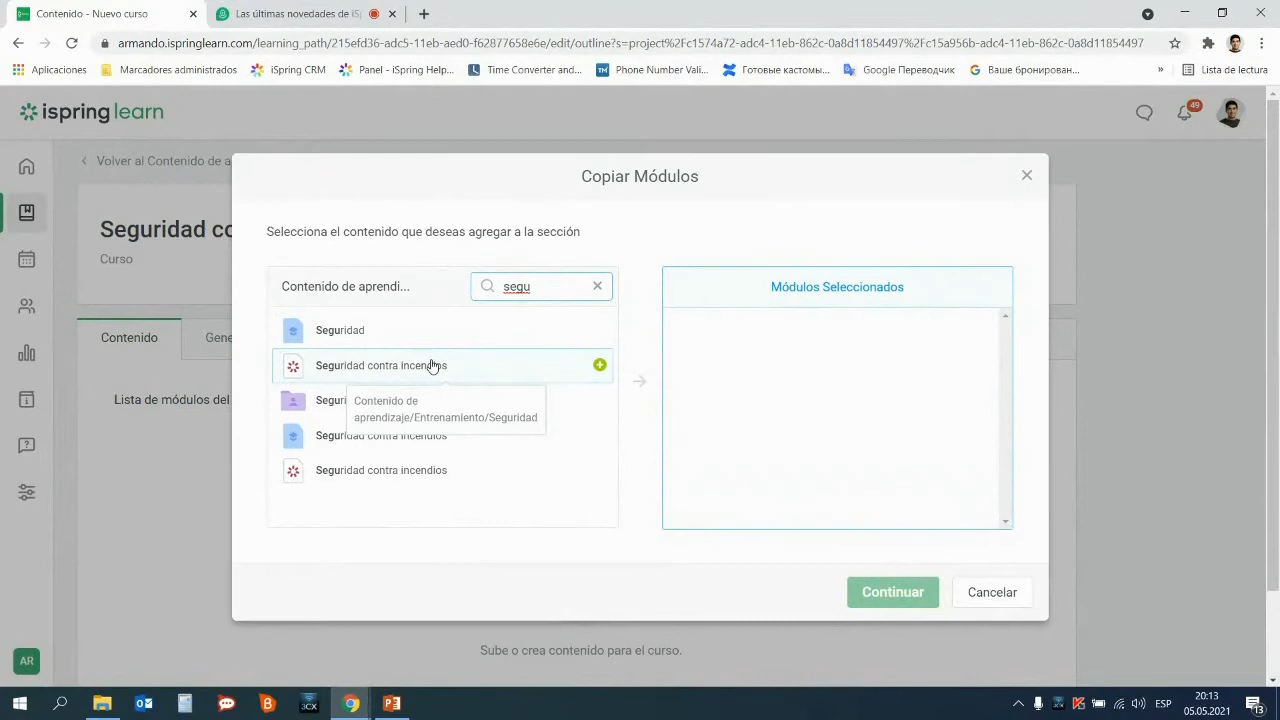 Contenido - Nuevo curso
Las últimas novedades de iSp
armando.ispringlearn.com/learning_path/215efd36-adc5-11eb-aed0-f62877658e6e/edit/outline?s=project%2Fc1574a72-adc4-11eb-862c-0a8d11854497%2Fc15a956b-adc4-11eb-862c-0a8d11854497
Aplicaciones
Marcadores administrados
iSpring CRM
Panel - iSpring Help...
Time Converter and...
Phone Number Vali...
Готовые кастомы...
Google Переводчик
Ваше бронирован...
»
Lista de lectura
ispring learn
49
Volver al Contenido de a
Seguridad co
Curso
Contenido
Gene
Lista de módulos del
Copiar Módulos
Selecciona el contenido que deseas agregar a la sección
Contenido de aprendi...
segu
Seguridad
Seguridad contra incendios
Seguri
Contenido de
aprendizaje/Entrenamiento/Seguridad
Seguridad contra incendios
Seguridad contra incendios
Módulos Seleccionados
Continuar
Cancelar
Sube o crea contenido para el curso.
AR
3CX
ESP
20:13
05.05.2021
13